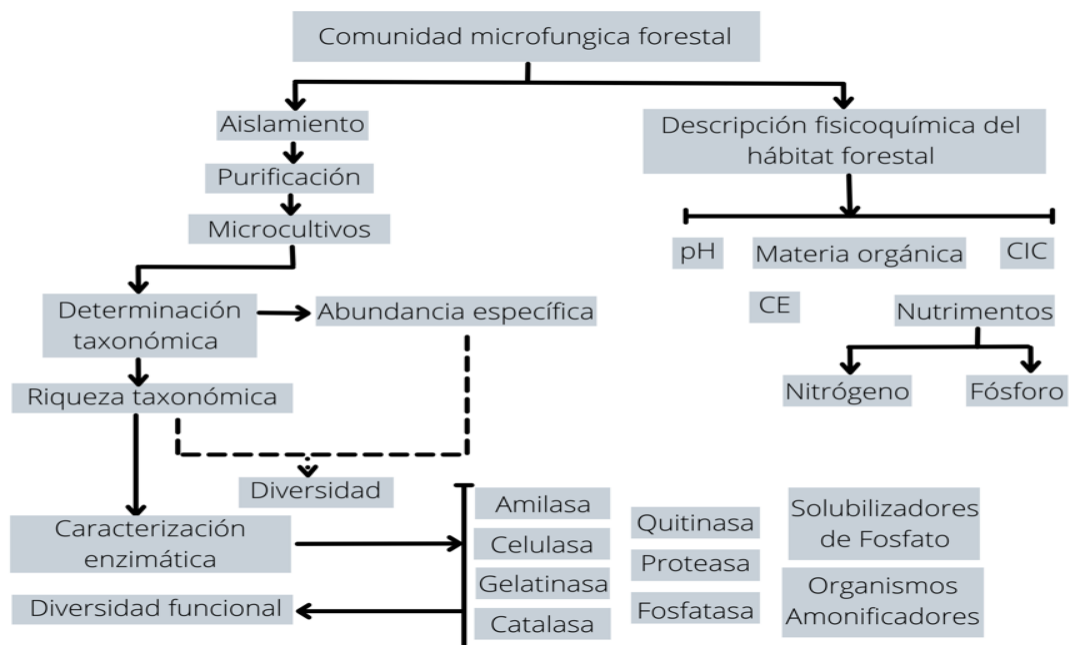 Comunidad microfungica forestal
Aislamiento
Purificación
Microcultivos
Determinación
taxonómica
Abundancia específica
Riqueza taxonómica
Diversidad
Caracterización
enzimática
Diversidad funcional
Amilasa
Celulasa
Gelatinasa
Catalasa
Quitinasa
Proteasa
Fosfatasa
Solubilizadores
de Fosfato
Organismos
Amonificadores
Descripción fisicoquímica del
hábitat forestal
pH
Materia orgánica
CIC
CE
Nutrimentos
Nitrógeno
Fósforo